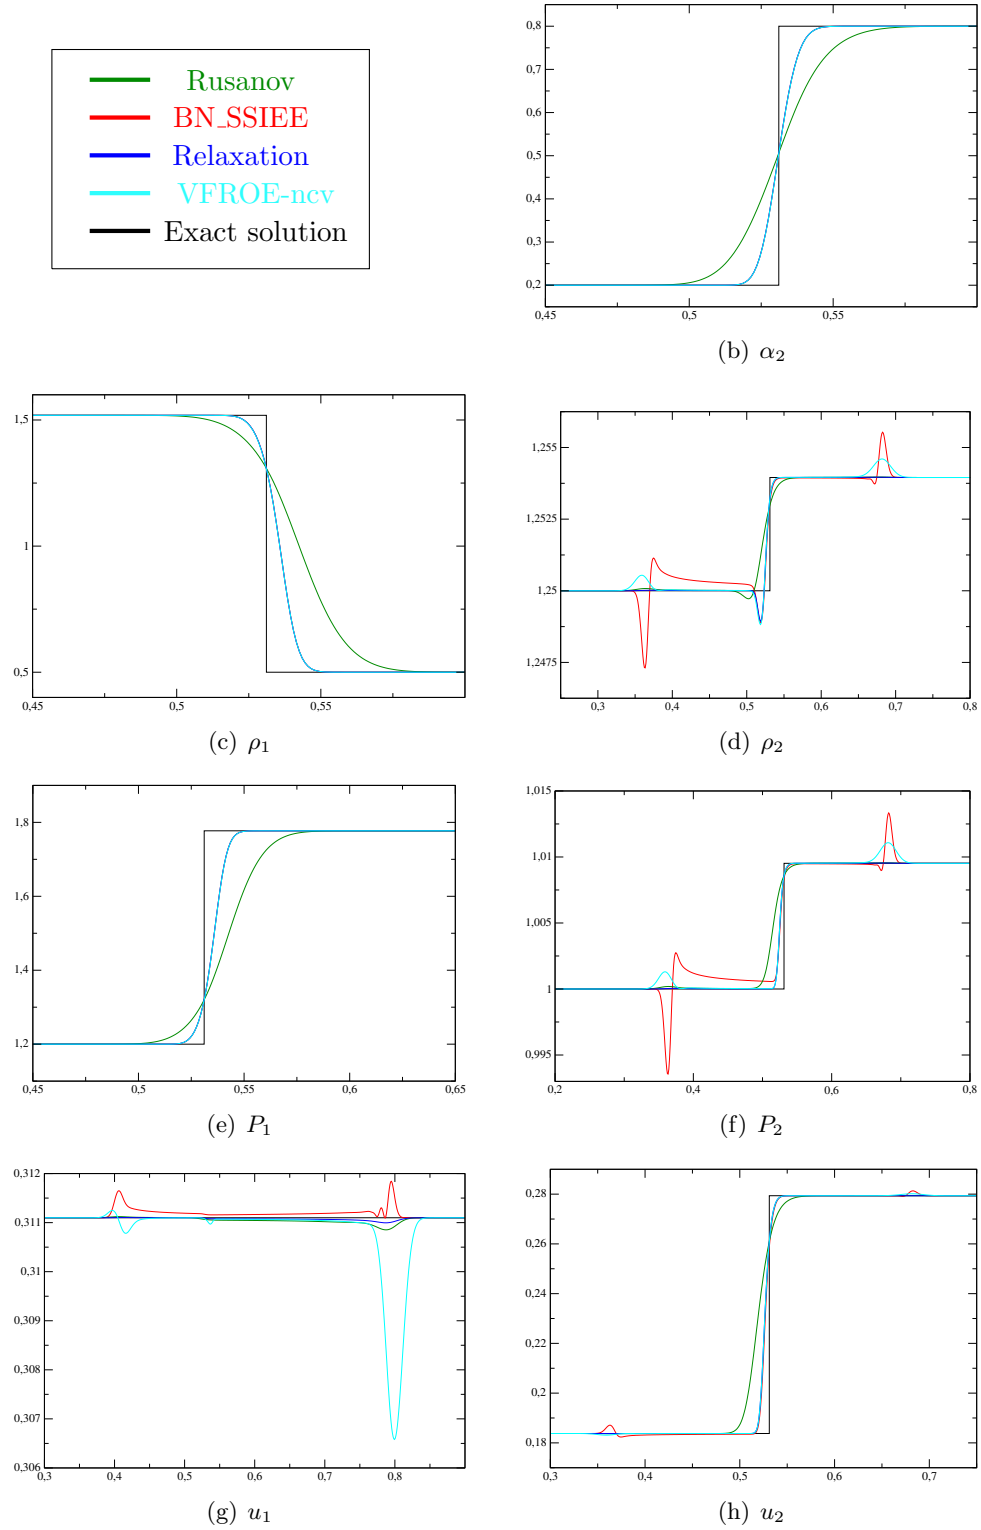 Rusanov
BN_SSIEE
Relaxation
VFROE-ncv
Exact solution
0,8
0,7
0,6
0,5
0,4
0,3
0,2
0,45 0,5 0,55
(b) α₂
1,5
1
0,5
0,45 0,5 0,55
(c) ρ₁
1,255
1,2525
1,25
1,2475
0,3 0,4 0,5 0,6 0,7 0,8
(d) ρ₂
1,8
1,6
1,4
1,2
0,45 0,5 0,55 0,6 0,65
(e) P₁
1,015
1,01
1,005
1
0,995
0,2 0,4 0,6 0,8
(f) P₂
0,312
0,311
0,31
0,309
0,308
0,307
0,306
0,3 0,4 0,5 0,6 0,7 0,8
(g) u₁
0,28
0,26
0,24
0,22
0,2
0,18
0,3 0,4 0,5 0,6 0,7
(h) u₂